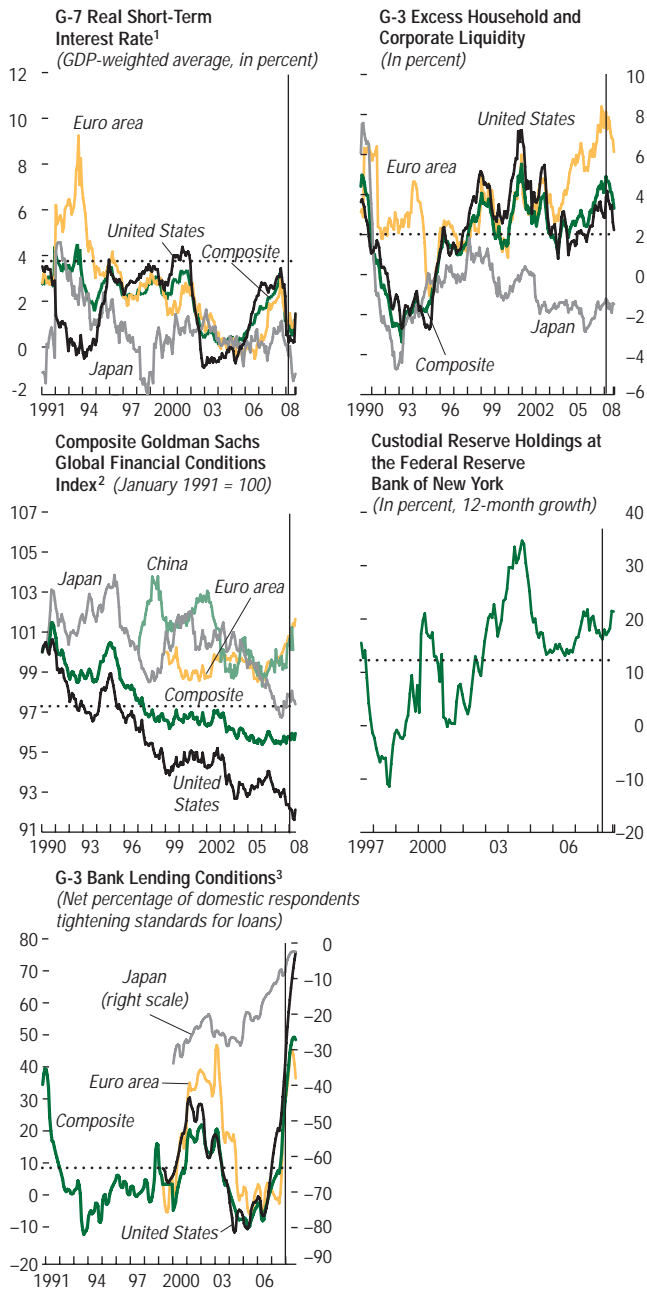 G-7 Real Short-Term
Interest Rate1
(GDP-weighted average, in percent)
12
10
8
6
4
2
0
-2
Euro area
United States
Composite
Japan
1991 94 97 2000 03 06 08
G-3 Excess Household and
Corporate Liquidity
(In percent)
10
8
6
4
2
0
–2
–4
–6
United States
Euro area
Japan
Composite
1990 93 96 99 2002 05 08
Composite Goldman Sachs
Global Financial Conditions
Index2 (January 1991 = 100)
107
105
103
101
99
97
95
93
91
China
Japan
Euro area
Composite
United
States
1990 93 96 99 2002 05 08
Custodial Reserve Holdings at
the Federal Reserve
Bank of New York
(In percent, 12-month growth)
40
30
20
10
0
–10
–20
1997 2000 03 06
G-3 Bank Lending Conditions3
(Net percentage of domestic respondents
tightening standards for loans)
80
70
60
50
40
30
20
10
0
–10
–20
0
–10
–20
–30
–40
–50
–60
–70
–80
–90
Japan
(right scale)
Euro area
Composite
United States
1991 94 97 2000 03 06